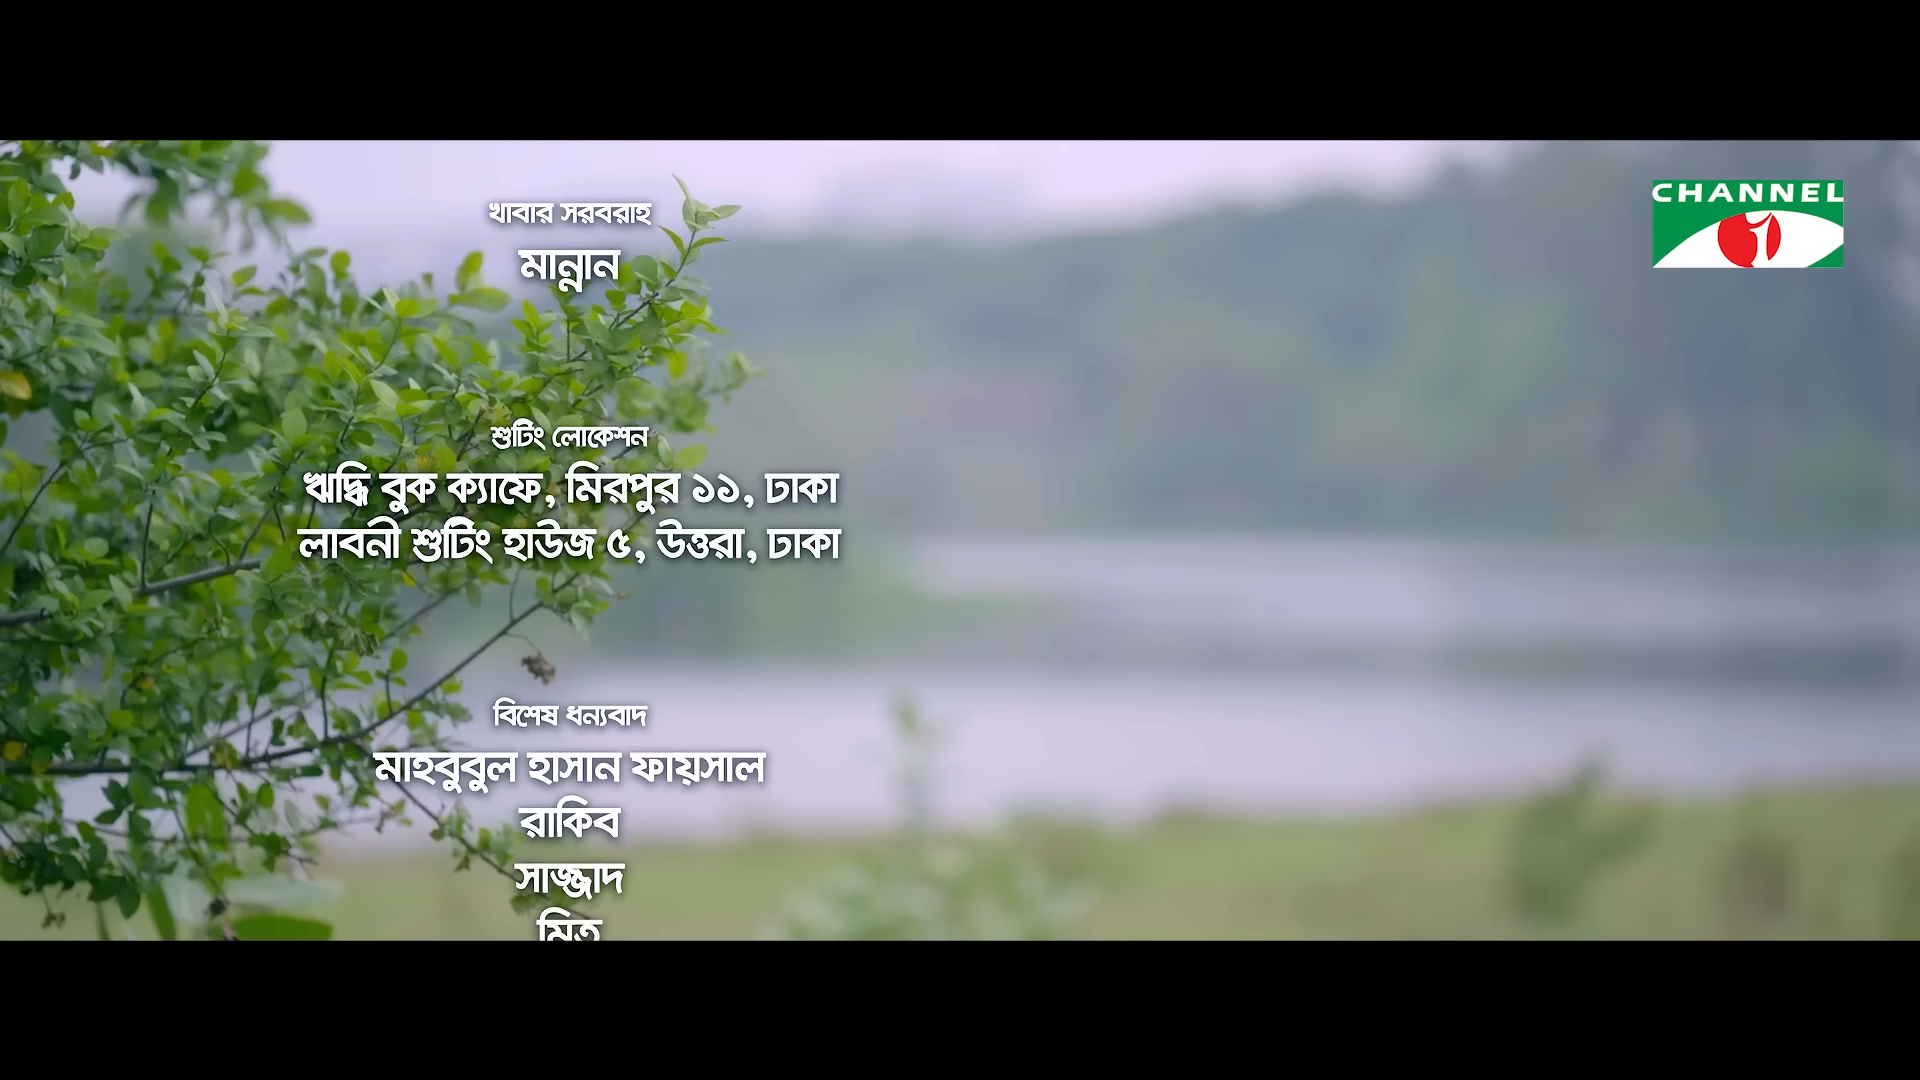 খাবার সরবরাহ
মান্নান
CHANNEL
শুটিং লোকেশন
ঋদ্ধি বুক ক্যাফে, মিরপুর ১১, ঢাকা
লাবনী শুটিং হাউজ ৫, উত্তরা, ঢাকা
বিশেষ ধন্যবাদ
মাহবুবুল হাসান ফায়সাল
রাকিব
সাজ্জাদ